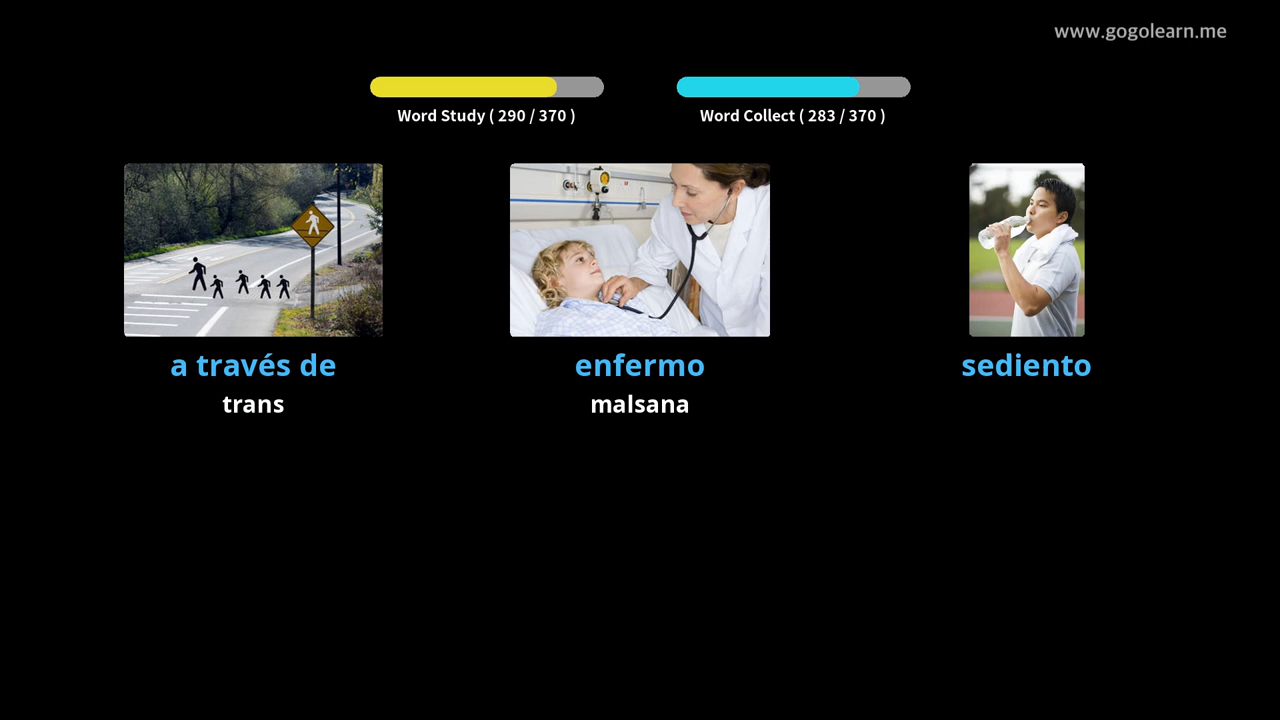 www.gogolearn.me
Word Study ( 290 / 370 )
Word Collect ( 283 / 370 )
a través de
enfermo
sediento
trans
malsana